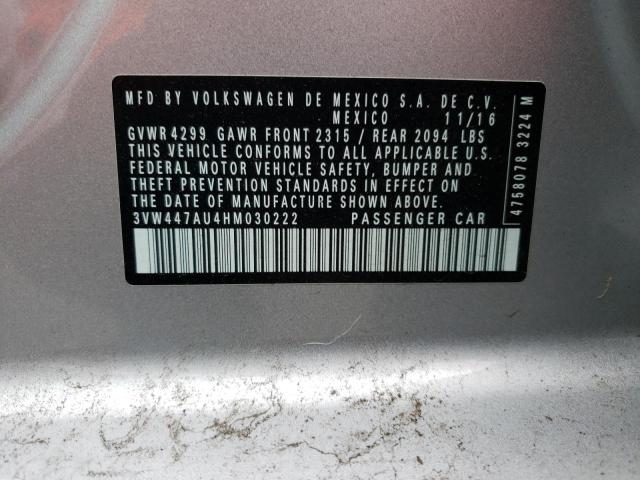 MFD BY VOLKSWAGEN DE MEXICO S.A. DE C.V.
MEXICO 11/16
GVWR 4299 GAWR FRONT 2315 / REAR 2094 LBS
THIS VEHICLE CONFORMS TO ALL APPLICABLE U.S.
FEDERAL MOTOR VEHICLE SAFETY, BUMPER AND
THEFT PREVENTION STANDARDS IN EFFECT ON
THE DATE OF MANUFACTURE SHOWN ABOVE.
3VW447AU4HM030222 PASSENGER CAR
4758078 3224 M